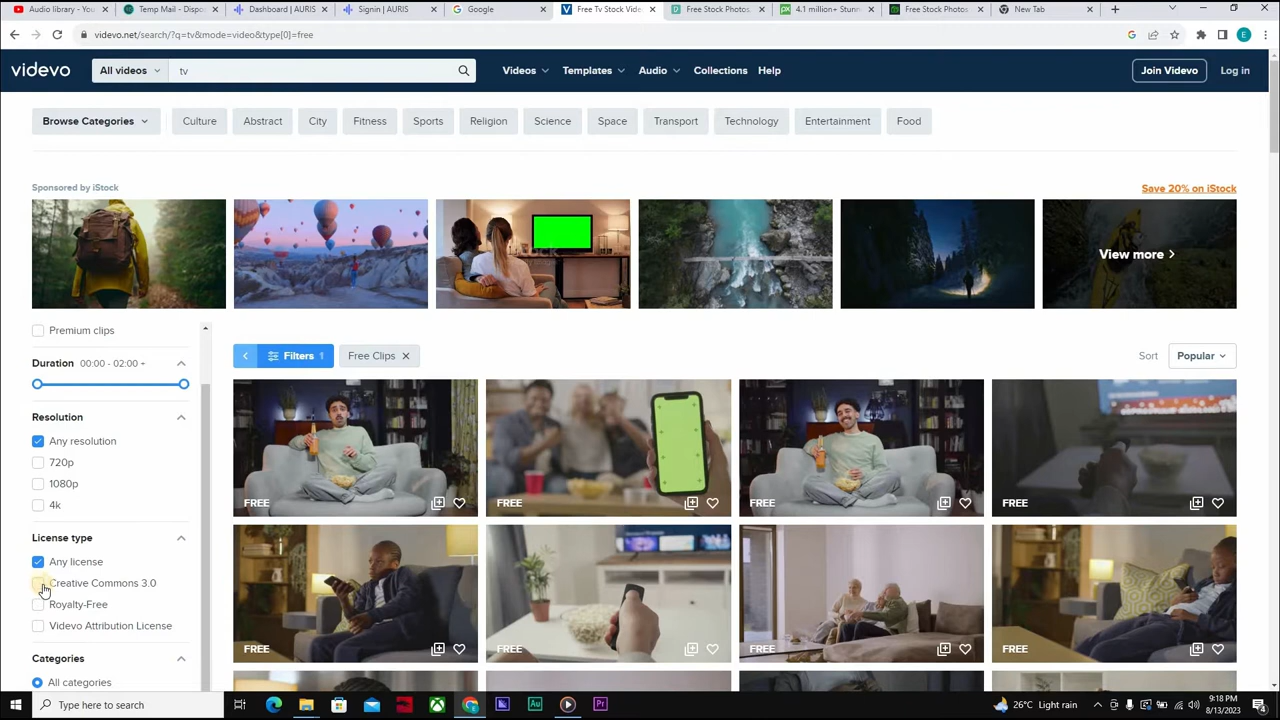 Audio library - You
Temp Mail - Dispos
Dashboard | AURIS
Signin | AURIS
Google
Free Tv Stock Vide
Free Stock Photos,
4.1 million+ Stunn
Free Stock Photos
New Tab
videvo.net/search/?q=tv&mode=video&type[0]=free
E
videvo
All videos
tv
Videos
Templates
Audio
Collections
Help
Join Videvo
Log in
Browse Categories
Culture
Abstract
City
Fitness
Sports
Religion
Science
Space
Transport
Technology
Entertainment
Food
Sponsored by iStock
Save 20% on iStock
View more
Premium clips
Duration 00:00 - 02:00 +
Filters 1
Free Clips
Sort
Popular
Resolution
Any resolution
720p
1080p
4k
FREE
FREE
FREE
FREE
License type
Any license
Creative Commons 3.0
Royalty-Free
Videvo Attribution License
FREE
FREE
FREE
FREE
Categories
All categories
Type here to search
Au
Pr
26°C Light rain
9:18 PM
8/13/2023